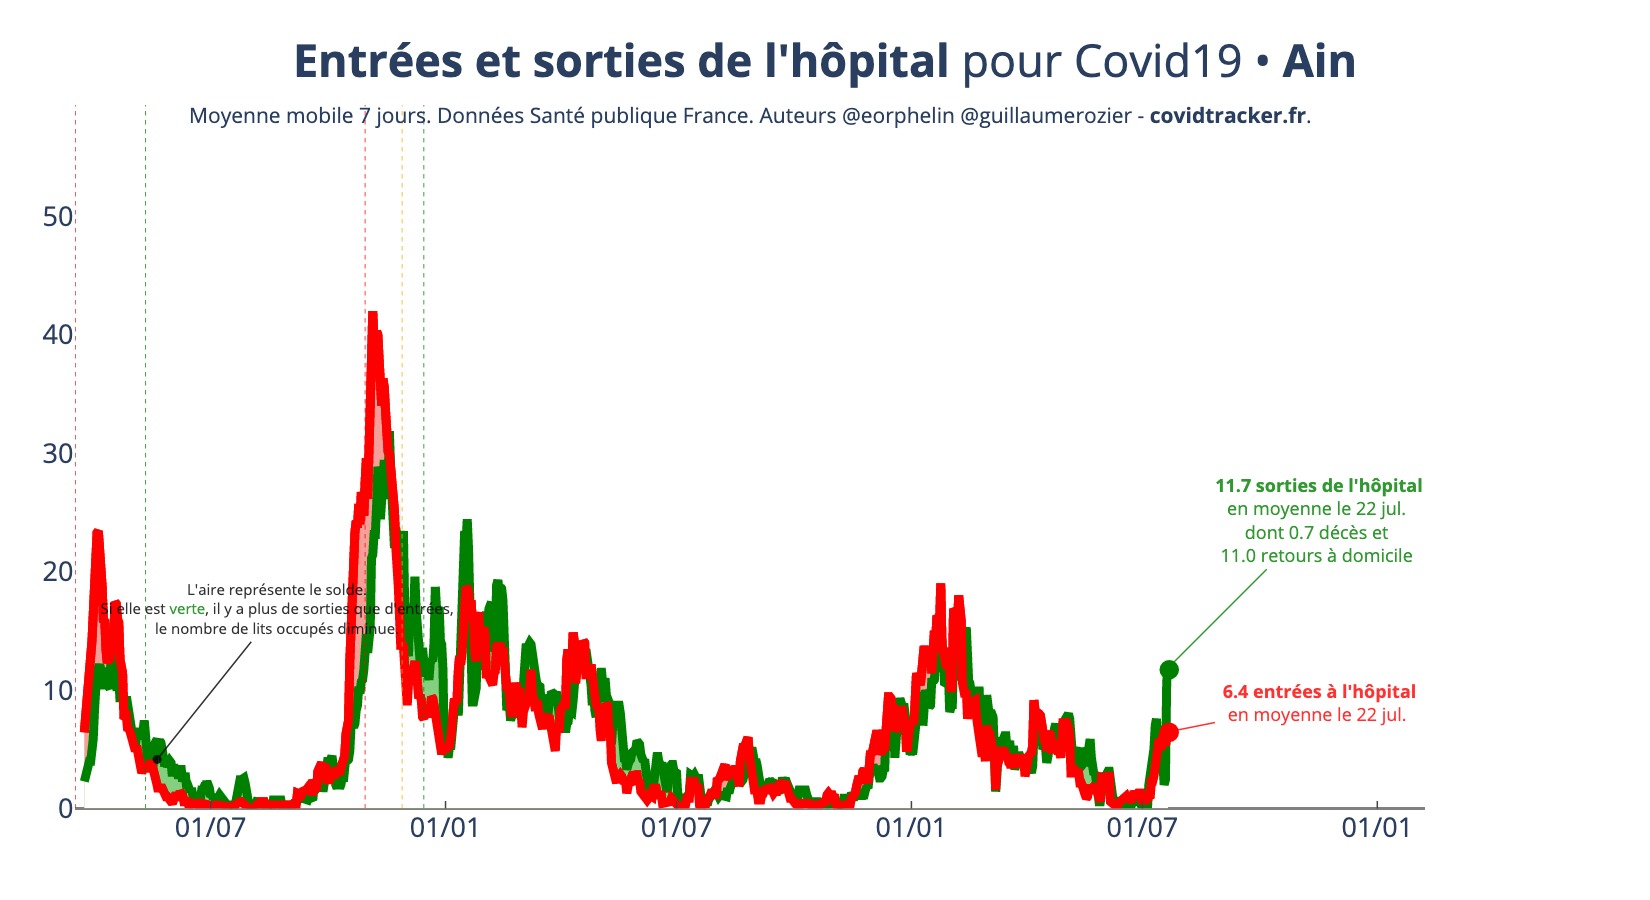 Entrées et sorties de l'hôpital pour Covid19 • Ain
Moyenne mobile 7 jours. Données Santé publique France. Auteurs @eorphelin @guillaumerozier - covidtracker.fr.
50
40
30
20
10
0
L'aire représente le solde.
Si elle est verte, il y a plus de sorties que d'entrées,
le nombre de lits occupés diminue.
11.7 sorties de l'hôpital
en moyenne le 22 jul.
dont 0.7 décès et
11.0 retours à domicile
6.4 entrées à l'hôpital
en moyenne le 22 jul.
01/07
01/01
01/07
01/01
01/07
01/01